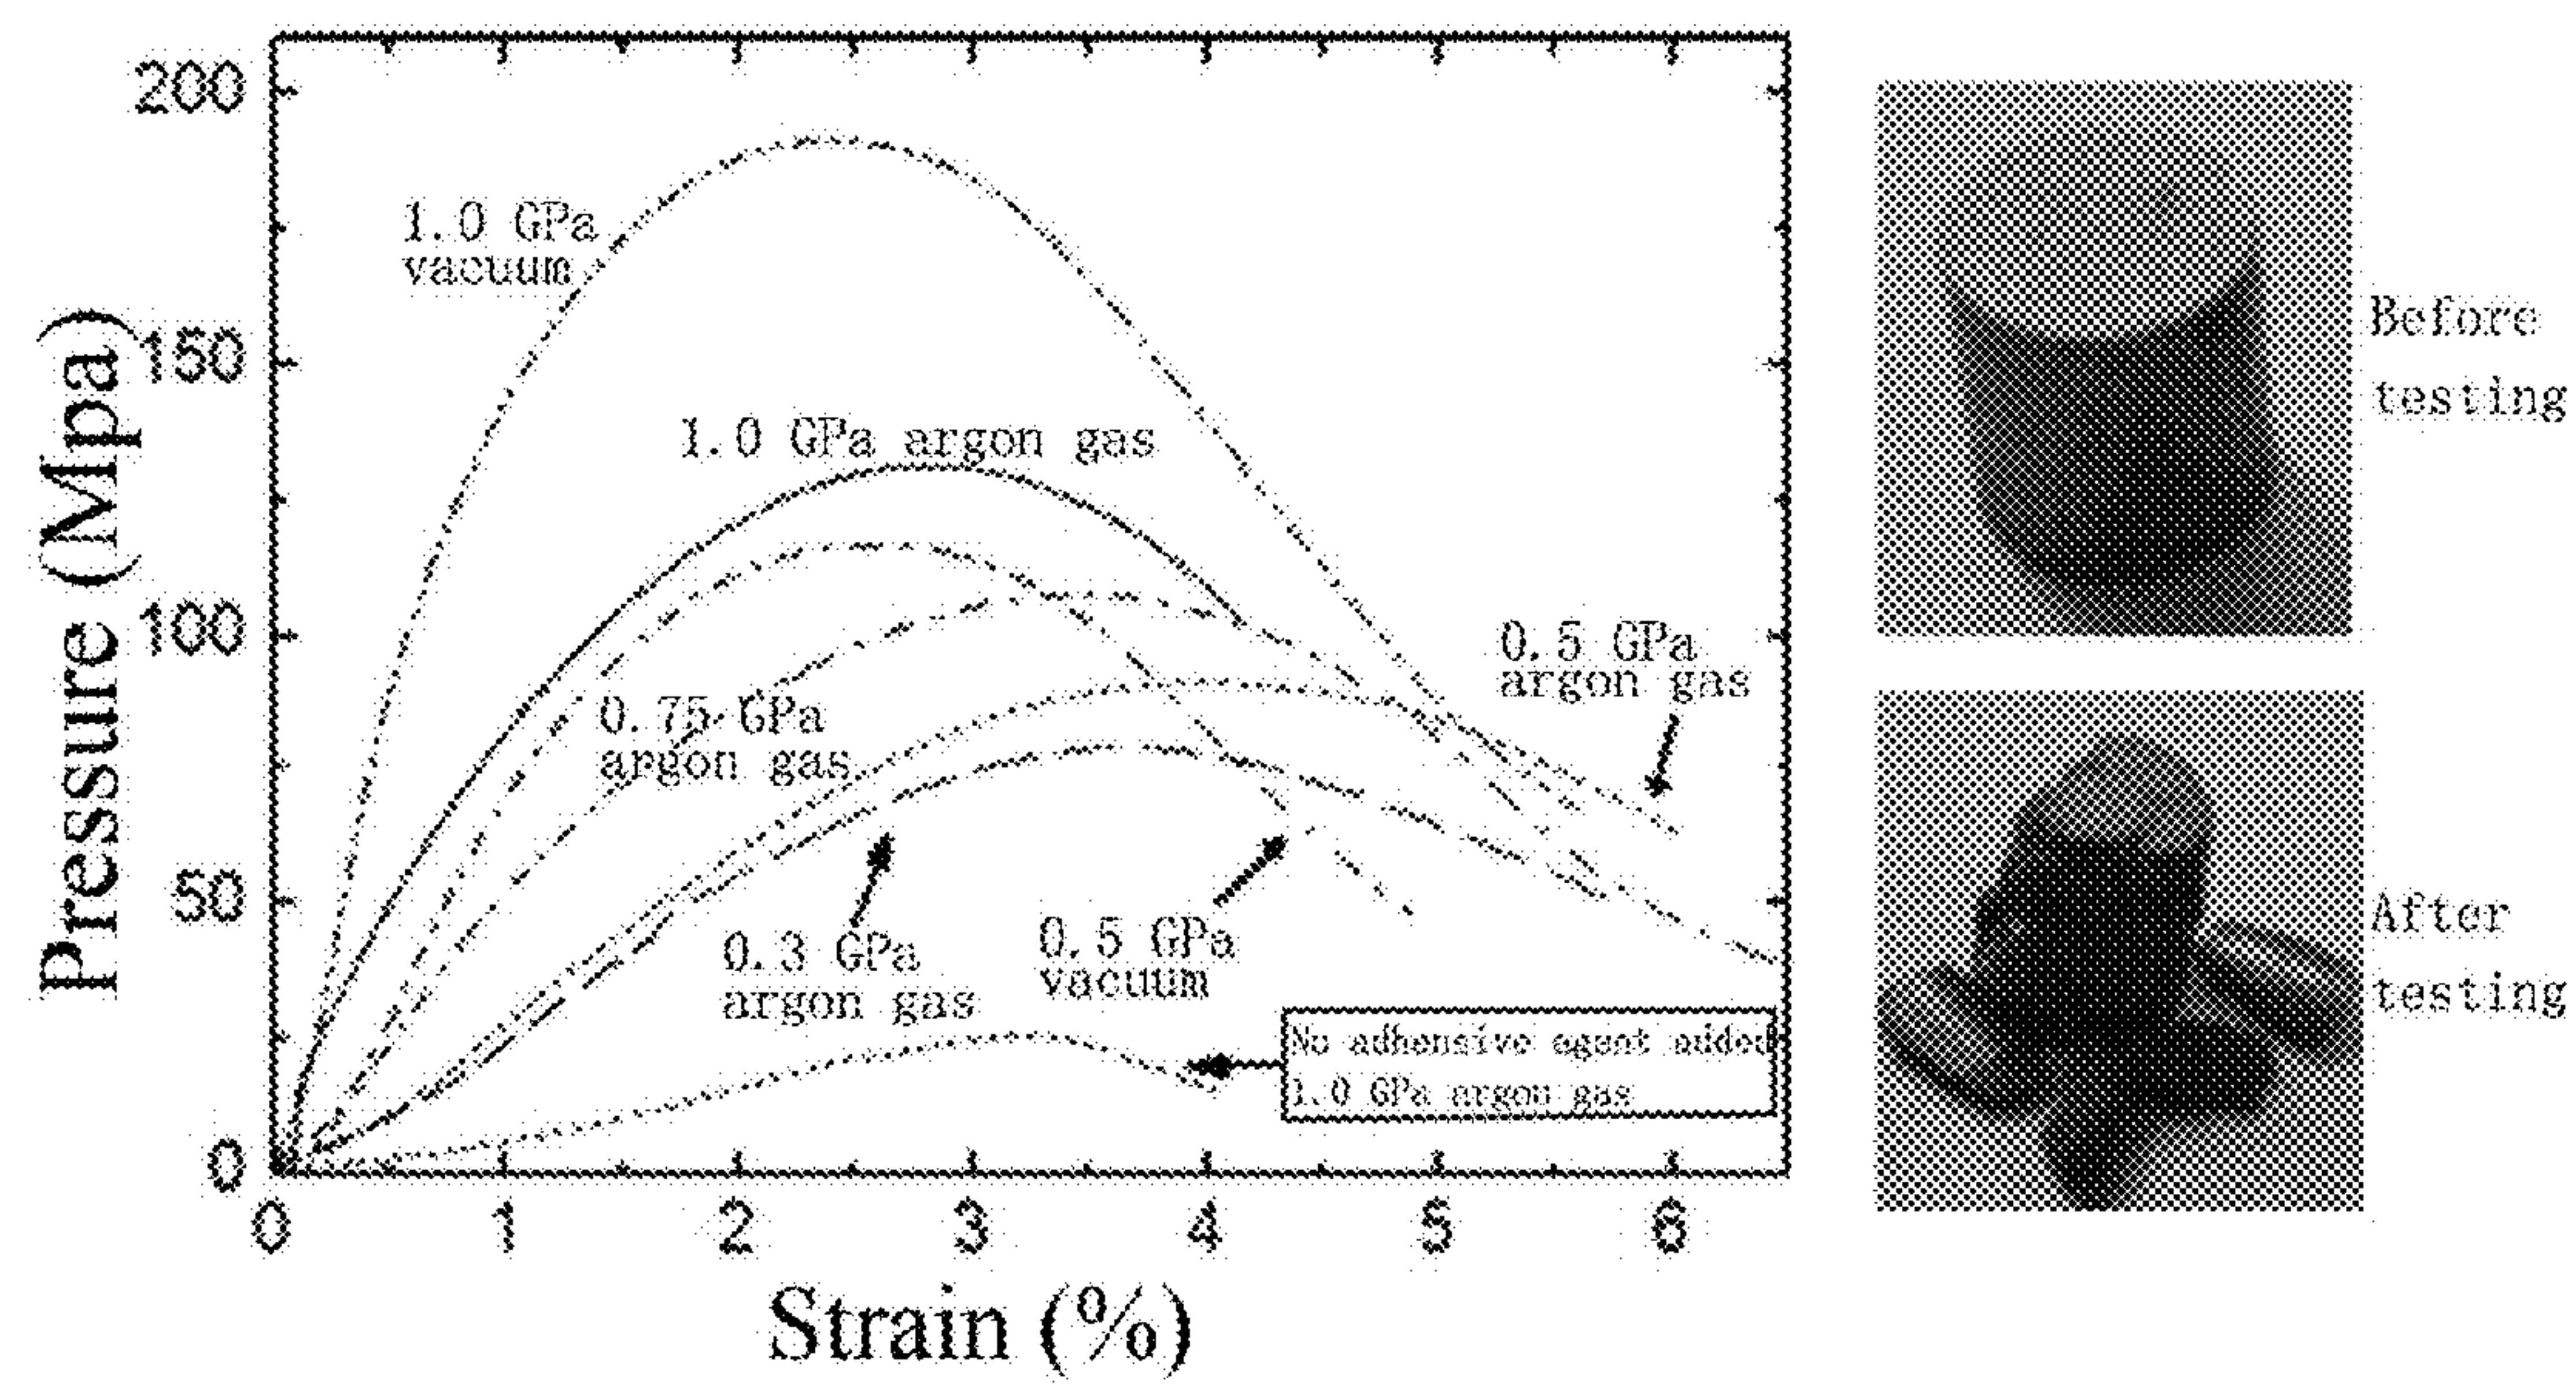 200
150
100
50
0
Pressure (Mpa)
1.0 GPa
vacuum
1.0 GPa argon gas
0.75 GPa
argon gas
0.5 GPa
argon gas
0.3 GPa
argon gas
0.5 GPa
vacuum
No adhensive agent added
1.0 GPa argon gas
0 1 2 3 4 5 6
Strain (%)
Before
testing
After
testing